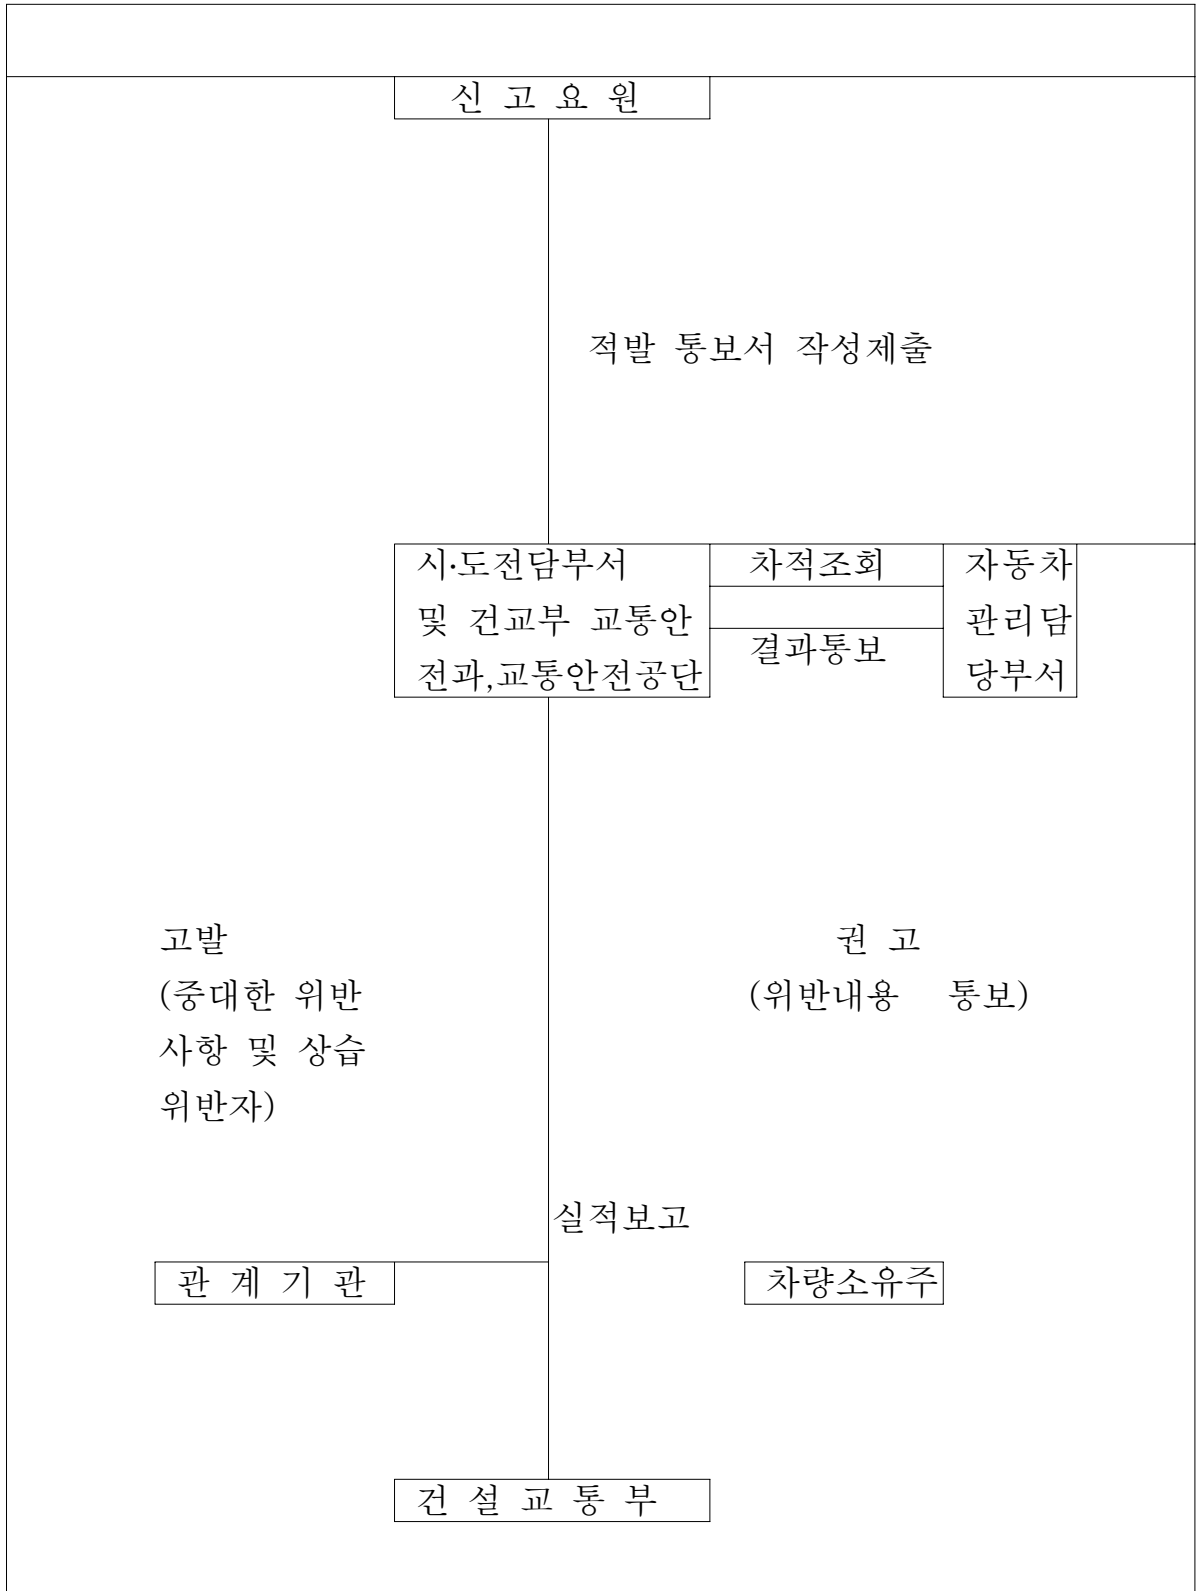 신 고 요 원
적발 통보서 작성제출
시·도전담부서
및 건교부 교통안
전과,교통안전공단
차적조회
결과통보
자동차
관리담
당부서
고발
(중대한 위반
사항 및 상습
위반자)
권 고
(위반내용 통보)
실적보고
관 계 기 관
차량소유주
건 설 교 통 부